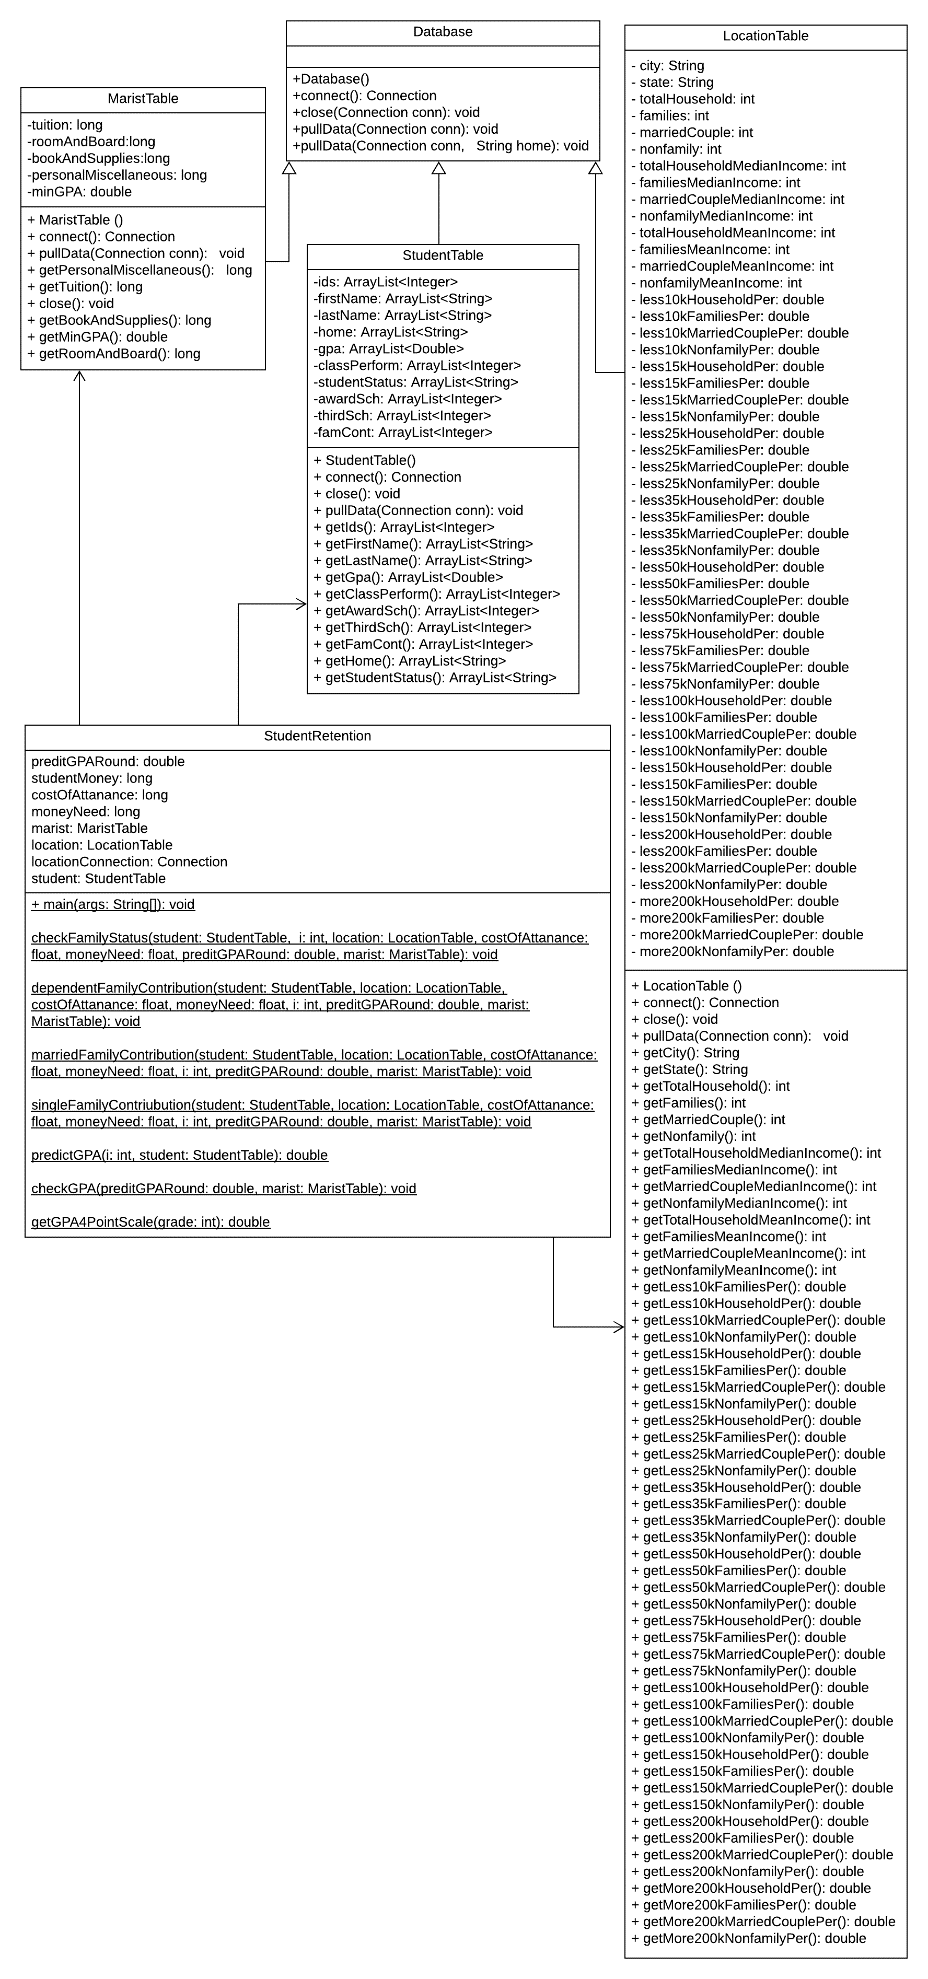 Database
+Database()
+connect(): Connection
+close(Connection conn): void
+pullData(Connection conn): void
+pullData(Connection conn,   String home): void
MaristTable
-tuition: long
-roomAndBoard:long
-bookAndSupplies:long
-personalMiscellaneous: long
-minGPA: double
+ MaristTable ()
+ connect(): Connection
+ pullData(Connection conn):   void
+ getPersonalMiscellaneous():   long
+ getTuition(): long
+ close(): void
+ getBookAndSupplies(): long
+ getMinGPA(): double
+ getRoomAndBoard(): long
StudentTable
-ids: ArrayList<Integer>
-firstName: ArrayList<String>
-lastName: ArrayList<String>
-home: ArrayList<String>
-gpa: ArrayList<Double>
-classPerform: ArrayList<Integer>
-studentStatus: ArrayList<String>
-awardSch: ArrayList<Integer>
-thirdSch: ArrayList<Integer>
-famCont: ArrayList<Integer>
+ StudentTable()
+ connect(): Connection
+ close(): void
+ pullData(Connection conn): void
+ getIds(): ArrayList<Integer>
+ getFirstName(): ArrayList<String>
+ getLastName(): ArrayList<String>
+ getGpa(): ArrayList<Double>
+ getClassPerform(): ArrayList<Integer>
+ getAwardSch(): ArrayList<Integer>
+ getThirdSch(): ArrayList<Integer>
+ getFamCont(): ArrayList<Integer>
+ getHome(): ArrayList<String>
+ getStudentStatus(): ArrayList<String>
StudentRetention
preditGPARound: double
studentMoney: long
costOfAttanance: long
moneyNeed: long
marist: MaristTable
location: LocationTable
locationConnection: Connection
student: StudentTable
+ main(args: String[]): void
checkFamilyStatus(student: StudentTable,  i: int, location: LocationTable, costOfAttanance:
float, moneyNeed: float, preditGPARound: double, marist: MaristTable): void
dependentFamilyContribution(student: StudentTable, location: LocationTable,
costOfAttanance: float, moneyNeed: float, i: int, preditGPARound: double, marist:
MaristTable): void
marriedFamilyContribution(student: StudentTable, location: LocationTable, costOfAttanance:
float, moneyNeed: float, i: int, preditGPARound: double, marist: MaristTable): void
singleFamilyContriubution(student: StudentTable, location: LocationTable, costOfAttanance:
float, moneyNeed: float, i: int, preditGPARound: double, marist: MaristTable): void
predictGPA(i: int, student: StudentTable): double
checkGPA(preditGPARound: double, marist: MaristTable): void
getGPA4PointScale(grade: int): double
LocationTable
- city: String
- state: String
- totalHousehold: int
- families: int
- marriedCouple: int
- nonfamily: int
- totalHouseholdMedianIncome: int
- familiesMedianIncome: int
- marriedCoupleMedianIncome: int
- nonfamilyMedianIncome: int
- totalHouseholdMeanIncome: int
- familiesMeanIncome: int
- marriedCoupleMeanIncome: int
- nonfamilyMeanIncome: int
- less10kHouseholdPer: double
- less10kFamiliesPer: double
- less10kMarriedCouplePer: double
- less10kNonfamilyPer: double
- less15kHouseholdPer: double
- less15kFamiliesPer: double
- less15kMarriedCouplePer: double
- less15kNonfamilyPer: double
- less25kHouseholdPer: double
- less25kFamiliesPer: double
- less25kMarriedCouplePer: double
- less25kNonfamilyPer: double
- less35kHouseholdPer: double
- less35kFamiliesPer: double
- less35kMarriedCouplePer: double
- less35kNonfamilyPer: double
- less50kHouseholdPer: double
- less50kFamiliesPer: double
- less50kMarriedCouplePer: double
- less50kNonfamilyPer: double
- less75kHouseholdPer: double
- less75kFamiliesPer: double
- less75kMarriedCouplePer: double
- less75kNonfamilyPer: double
- less100kHouseholdPer: double
- less100kFamiliesPer: double
- less100kMarriedCouplePer: double
- less100kNonfamilyPer: double
- less150kHouseholdPer: double
- less150kFamiliesPer: double
- less150kMarriedCouplePer: double
- less150kNonfamilyPer: double
- less200kHouseholdPer: double
- less200kFamiliesPer: double
- less200kMarriedCouplePer: double
- less200kNonfamilyPer: double
- more200kHouseholdPer: double
- more200kFamiliesPer: double
- more200kMarriedCouplePer: double
- more200kNonfamilyPer: double
+ LocationTable ()
+ connect(): Connection
+ close(): void
+ pullData(Connection conn):   void
+ getCity(): String
+ getState(): String
+ getTotalHousehold(): int
+ getFamilies(): int
+ getMarriedCouple(): int
+ getNonfamily(): int
+ getTotalHouseholdMedianIncome(): int
+ getFamiliesMedianIncome(): int
+ getMarriedCoupleMedianIncome(): int
+ getNonfamilyMedianIncome(): int
+ getTotalHouseholdMeanIncome(): int
+ getFamiliesMeanIncome(): int
+ getMarriedCoupleMeanIncome(): int
+ getNonfamilyMeanIncome(): int
+ getLess10kFamiliesPer(): double
+ getLess10kHouseholdPer(): double
+ getLess10kMarriedCouplePer(): double
+ getLess10kNonfamilyPer(): double
+ getLess15kHouseholdPer(): double
+ getLess15kFamiliesPer(): double
+ getLess15kMarriedCouplePer(): double
+ getLess15kNonfamilyPer(): double
+ getLess25kHouseholdPer(): double
+ getLess25kFamiliesPer(): double
+ getLess25kMarriedCouplePer(): double
+ getLess25kNonfamilyPer(): double
+ getLess35kHouseholdPer(): double
+ getLess35kFamiliesPer(): double
+ getLess35kMarriedCouplePer(): double
+ getLess35kNonfamilyPer(): double
+ getLess50kHouseholdPer(): double
+ getLess50kFamiliesPer(): double
+ getLess50kMarriedCouplePer(): double
+ getLess50kNonfamilyPer(): double
+ getLess75kHouseholdPer(): double
+ getLess75kFamiliesPer(): double
+ getLess75kMarriedCouplePer(): double
+ getLess75kNonfamilyPer(): double
+ getLess100kHouseholdPer(): double
+ getLess100kFamiliesPer(): double
+ getLess100kMarriedCouplePer(): double
+ getLess100kNonfamilyPer(): double
+ getLess150kHouseholdPer(): double
+ getLess150kFamiliesPer(): double
+ getLess150kMarriedCouplePer(): double
+ getLess150kNonfamilyPer(): double
+ getLess200kHouseholdPer(): double
+ getLess200kFamiliesPer(): double
+ getLess200kMarriedCouplePer(): double
+ getLess200kNonfamilyPer(): double
+ getMore200kHouseholdPer(): double
+ getMore200kFamiliesPer(): double
+ getMore200kMarriedCouplePer(): double
+ getMore200kNonfamilyPer(): double